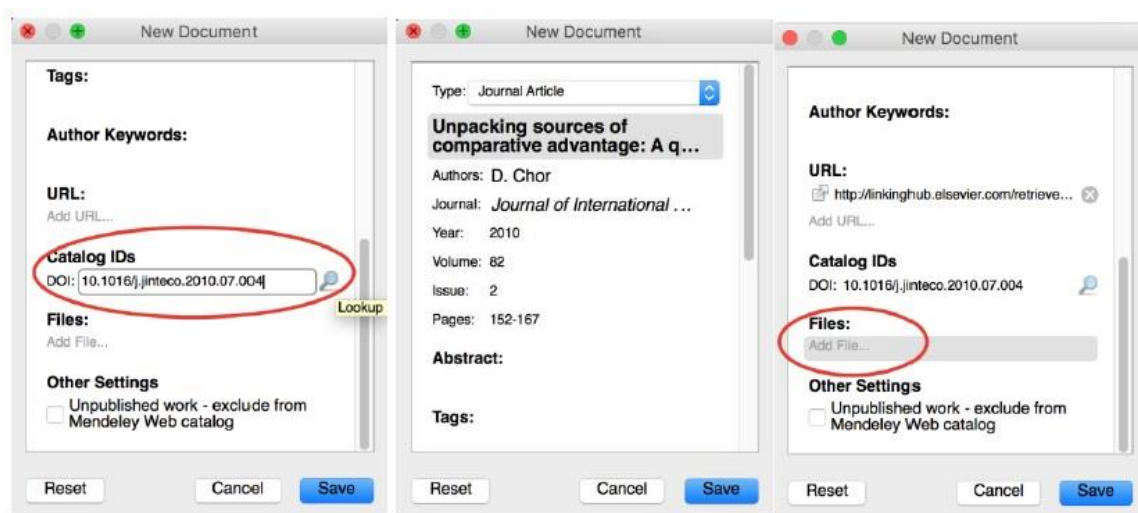 New Document
Tags:
Author Keywords:
URL:
Add URL...
Catalog IDs
DOI: 10.1016/j.jinteco.2010.07.004
Lookup
Files:
Add File...
Other Settings
Unpublished work - exclude from
Mendeley Web catalog
Reset Cancel Save
New Document
Type: Journal Article
Unpacking sources of
comparative advantage: A q...
Authors: D. Chor
Journal: Journal of International ...
Year: 2010
Volume: 82
Issue: 2
Pages: 152-167
Abstract:
Tags:
Reset Cancel Save
New Document
Author Keywords:
URL:
http://linkinghub.elsevier.com/retrieve...
Add URL...
Catalog IDs
DOI: 10.1016/j.jinteco.2010.07.004
Files:
Add File...
Other Settings
Unpublished work - exclude from
Mendeley Web catalog
Reset Cancel Save